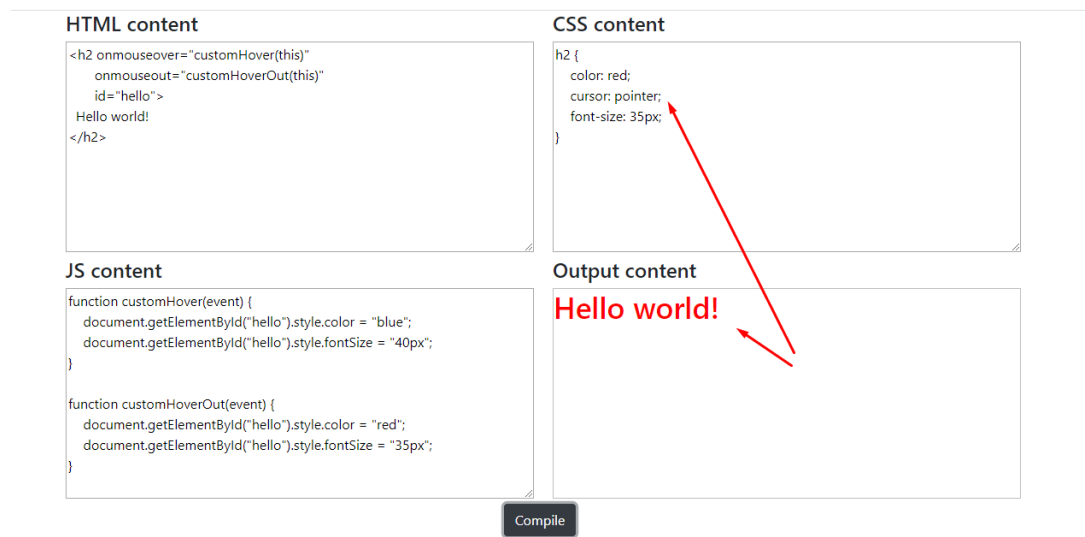 HTML content
<h2 onmouseover="customHover(this)"
onmouseout="customHoverOut(this)"
id="hello">
Hello world!
</h2>
CSS content
h2 {
color: red;
cursor: pointer;
font-size: 35px;
}
JS content
function customHover(event) {
document.getElementById("hello").style.color = "blue";
document.getElementById("hello").style.fontSize = "40px";
}
function customHoverOut(event) {
document.getElementById("hello").style.color = "red";
document.getElementById("hello").style.fontSize = "35px";
}
Output content
Hello world!
Compile